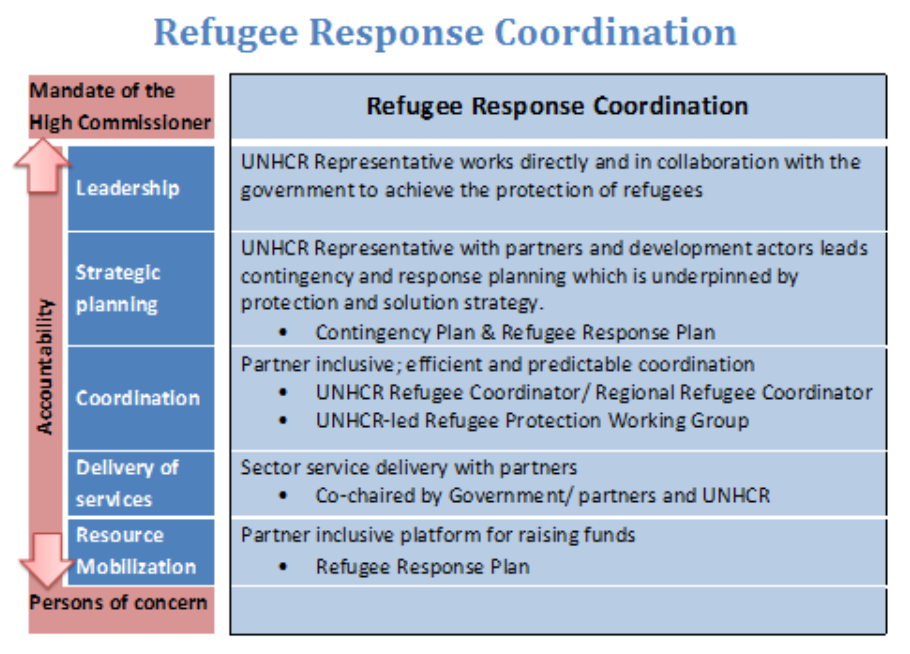 Refugee Response Coordination
Mandate of the
High Commissioner
Refugee Response Coordination
Accountability
Leadership
UNHCR Representative works directly and in collaboration with the
government to achieve the protection of refugees
Strategic
planning
UNHCR Representative with partners and development actors leads
contingency and response planning which is underpinned by
protection and solution strategy.
• Contingency Plan & Refugee Response Plan
Coordination
Partner inclusive; efficient and predictable coordination
• UNHCR Refugee Coordinator/ Regional Refugee Coordinator
• UNHCR-led Refugee Protection Working Group
Delivery of
services
Sector service delivery with partners
• Co-chaired by Government/ partners and UNHCR
Resource
Mobilization
Partner inclusive platform for raising funds
• Refugee Response Plan
Persons of concern